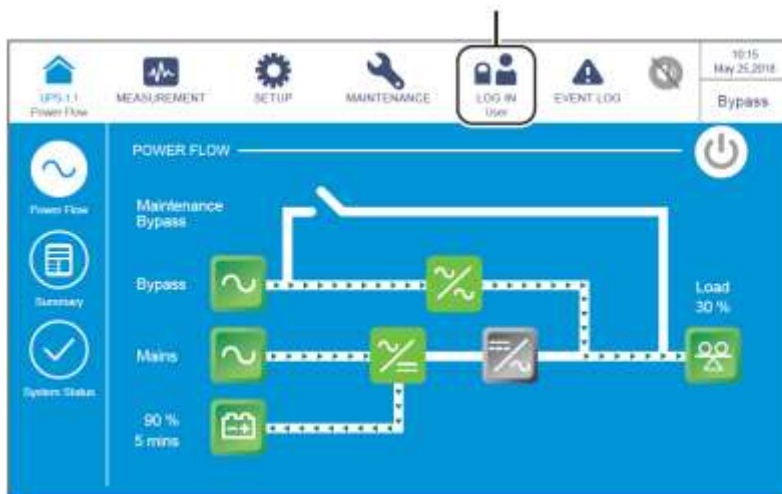 UPS-1.1
Power Flow
MEASUREMENT
SETUP
MAINTENANCE
LOG IN
User
EVENT LOG
10:15
May 25,2018
Bypass
POWER FLOW
Power Flow
Summary
System Status
Maintenance
Bypass
Bypass
Mains
90 %
5 mins
Load
30 %